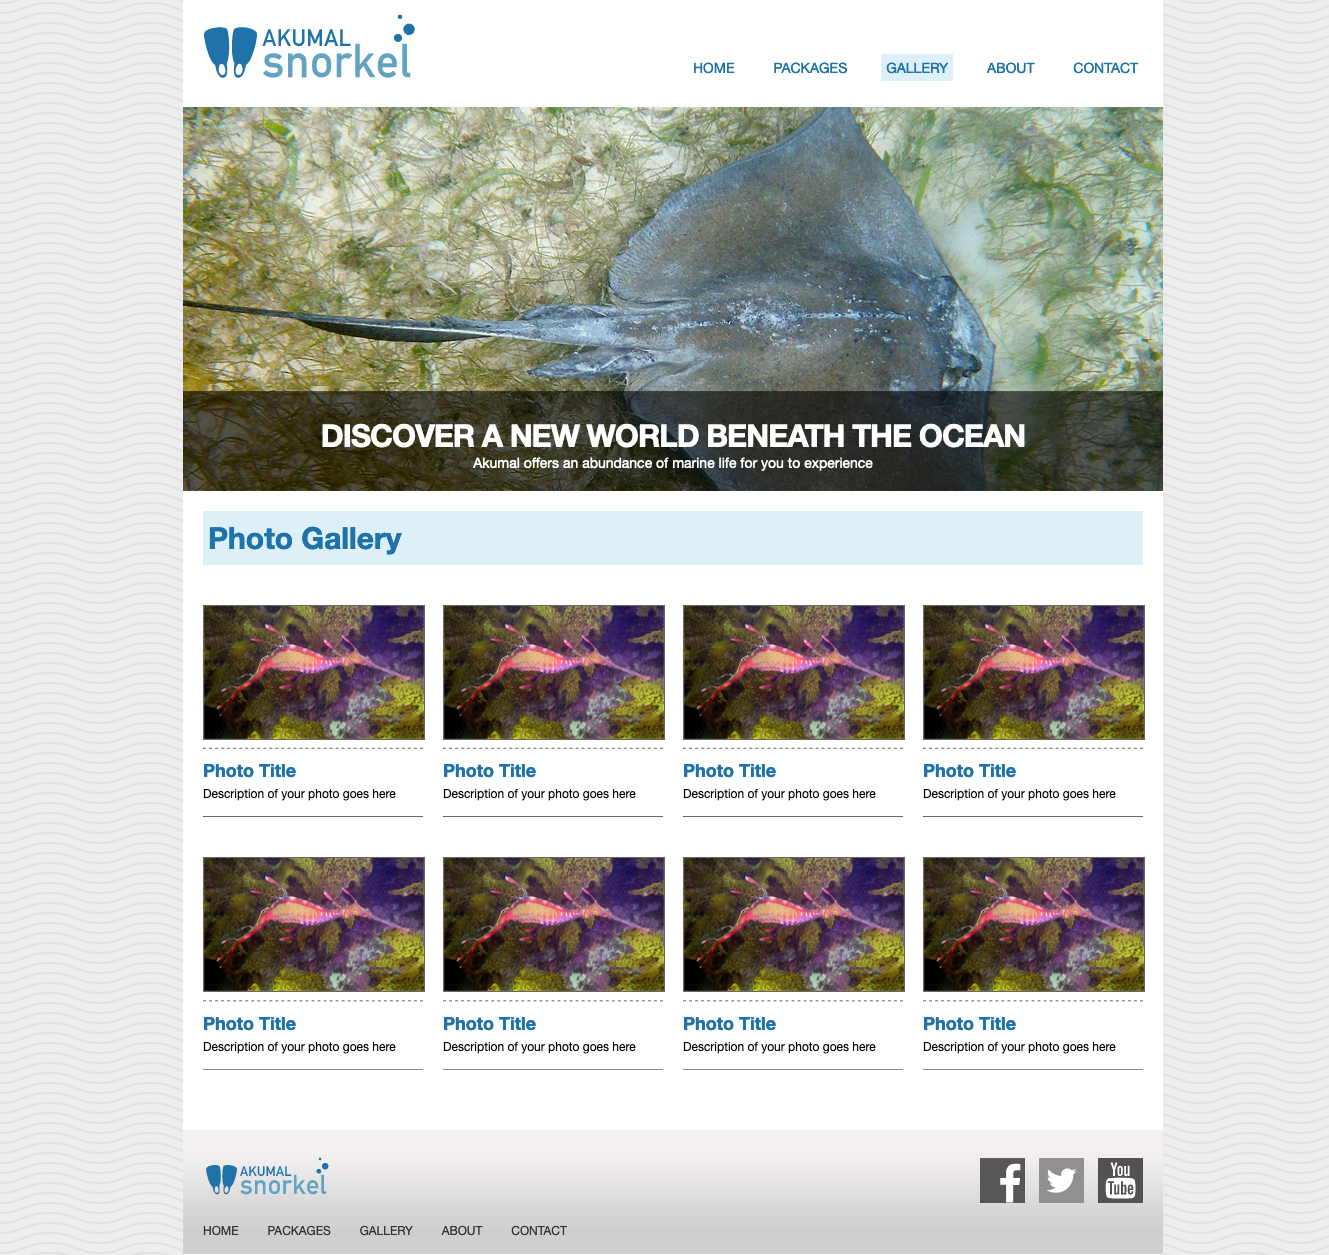 AKUMAL
snorkel
HOME PACKAGES GALLERY ABOUT CONTACT
DISCOVER A NEW WORLD BENEATH THE OCEAN
Akumal offers an abundance of marine life for you to experience
Photo Gallery
Photo Title Photo Title Photo Title Photo Title
Description of your photo goes here Description of your photo goes here Description of your photo goes here Description of your photo goes here
Photo Title Photo Title Photo Title Photo Title
Description of your photo goes here Description of your photo goes here Description of your photo goes here Description of your photo goes here
AKUMAL
snorkel
f
You
Tube
HOME PACKAGES GALLERY ABOUT CONTACT